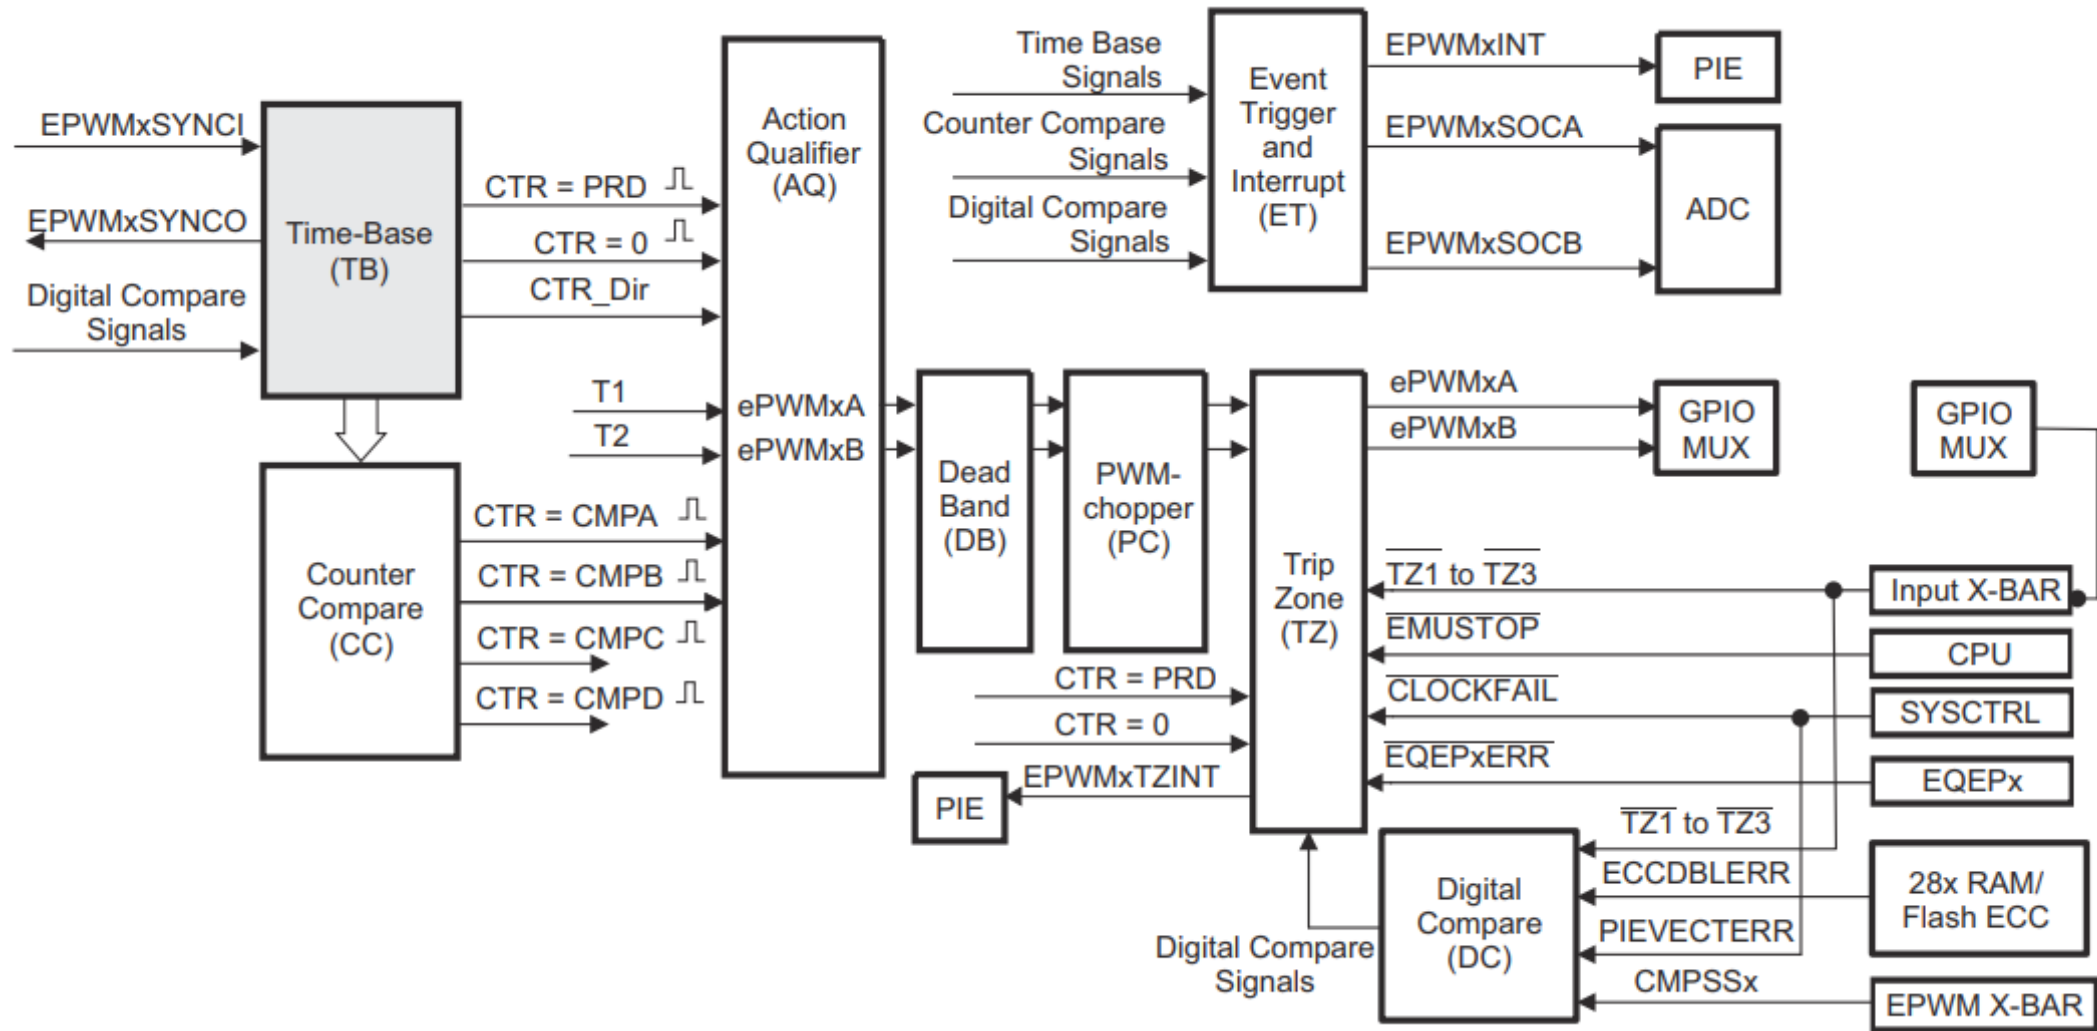 EPWMxSYNCI
EPWMxSYNCO
Digital Compare
Signals
Time-Base
(TB)
CTR = PRD
CTR = 0
CTR_Dir
T1
T2
Counter
Compare
(CC)
CTR = CMPA
CTR = CMPB
CTR = CMPC
CTR = CMPD
Action
Qualifier
(AQ)
ePWMxA
ePWMxB
Time Base
Signals
Counter Compare
Signals
Digital Compare
Signals
Event
Trigger
and
Interrupt
(ET)
EPWMxINT
EPWMxSOCA
EPWMxSOCB
PIE
ADC
Dead
Band
(DB)
PWM-
chopper
(PC)
Trip
Zone
(TZ)
CTR = PRD
CTR = 0
EPWMxTZINT
PIE
ePWMxA
ePWMxB
GPIO
MUX
GPIO
MUX
TZ1 to TZ3
EMUSTOP
CLOCKFAIL
EQEPxERR
Input X-BAR
CPU
SYSCTRL
EQEPx
TZ1 to TZ3
ECCDBLERR
PIEVECTERR
CMPSSx
28x RAM/
Flash ECC
EPWM X-BAR
Digital
Compare
(DC)
Digital Compare
Signals